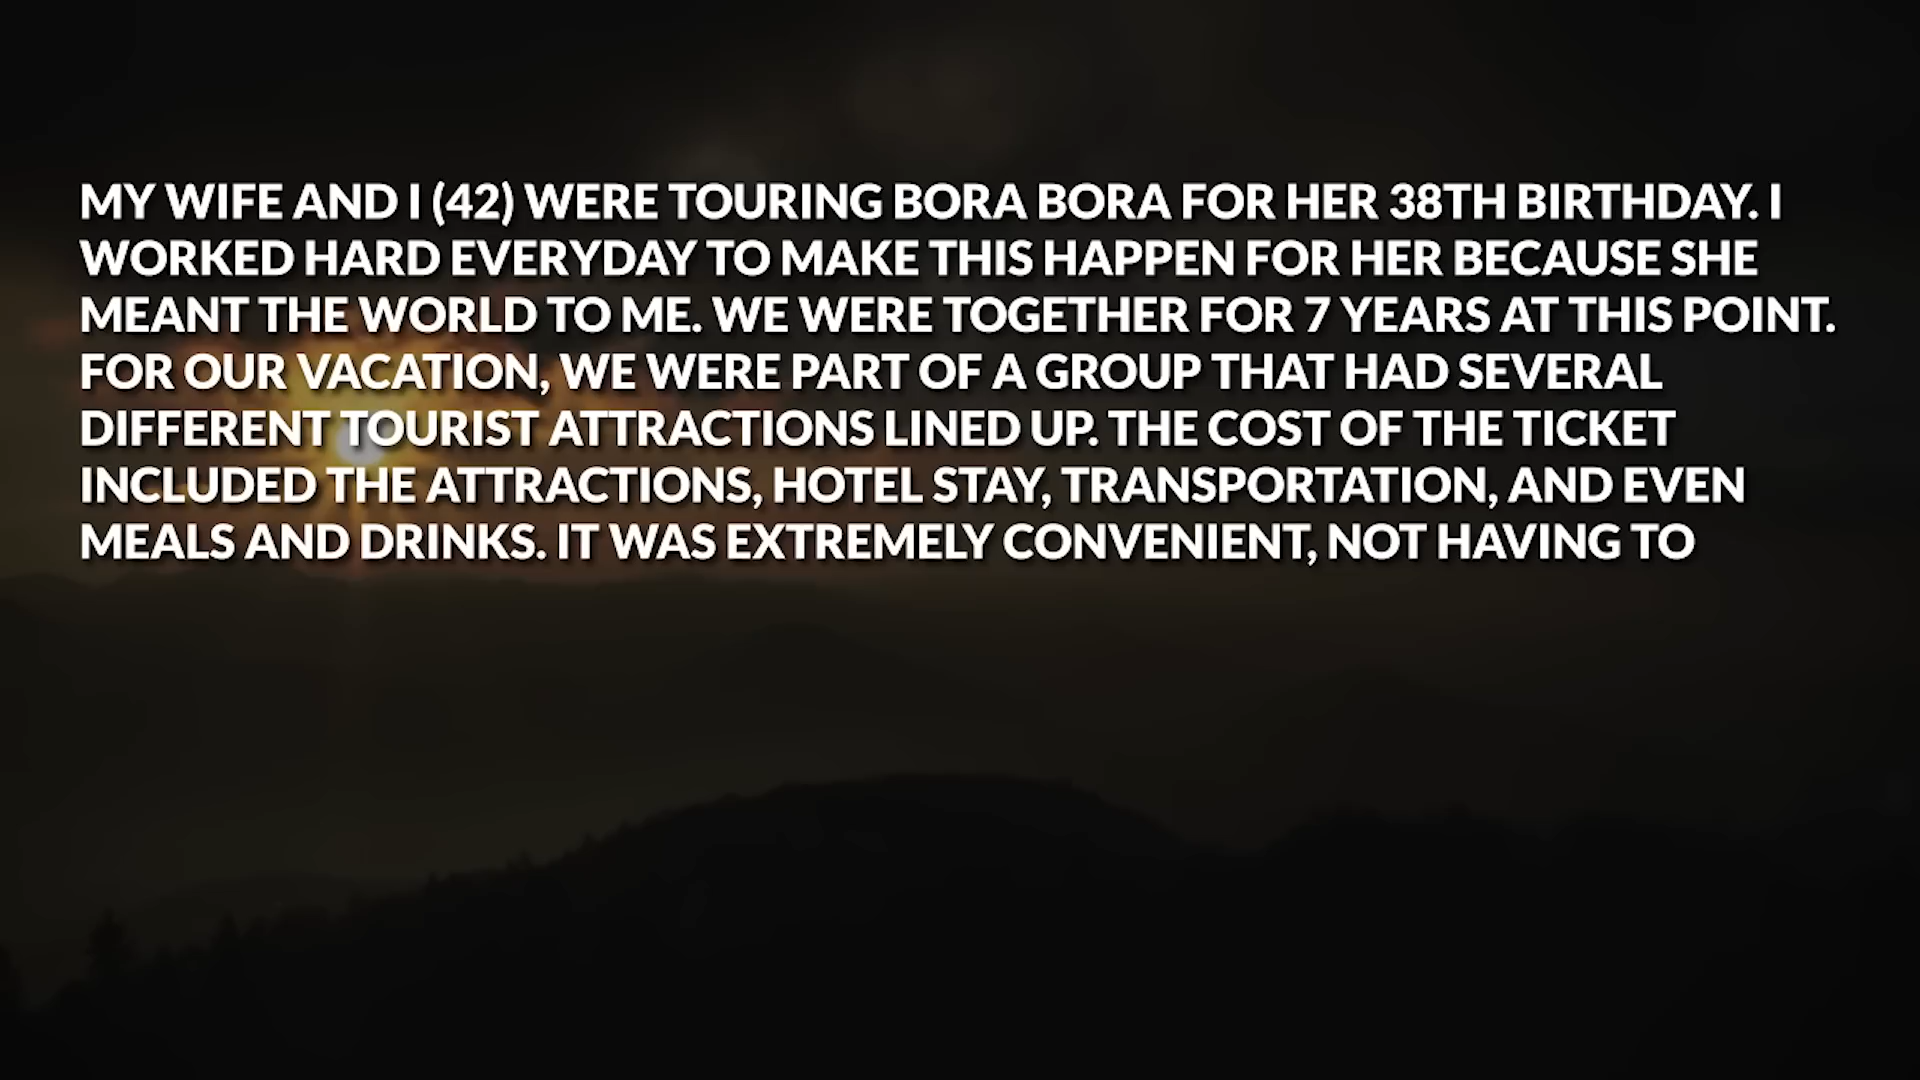 MY WIFE AND I (42) WERE TOURING BORA BORA FOR HER 38TH BIRTHDAY. I
WORKED HARD EVERYDAY TO MAKE THIS HAPPEN FOR HER BECAUSE SHE
MEANT THE WORLD TO ME. WE WERE TOGETHER FOR 7 YEARS AT THIS POINT.
FOR OUR VACATION, WE WERE PART OF A GROUP THAT HAD SEVERAL
DIFFERENT TOURIST ATTRACTIONS LINED UP. THE COST OF THE TICKET
INCLUDED THE ATTRACTIONS, HOTEL STAY, TRANSPORTATION, AND EVEN
MEALS AND DRINKS. IT WAS EXTREMELY CONVENIENT, NOT HAVING TO